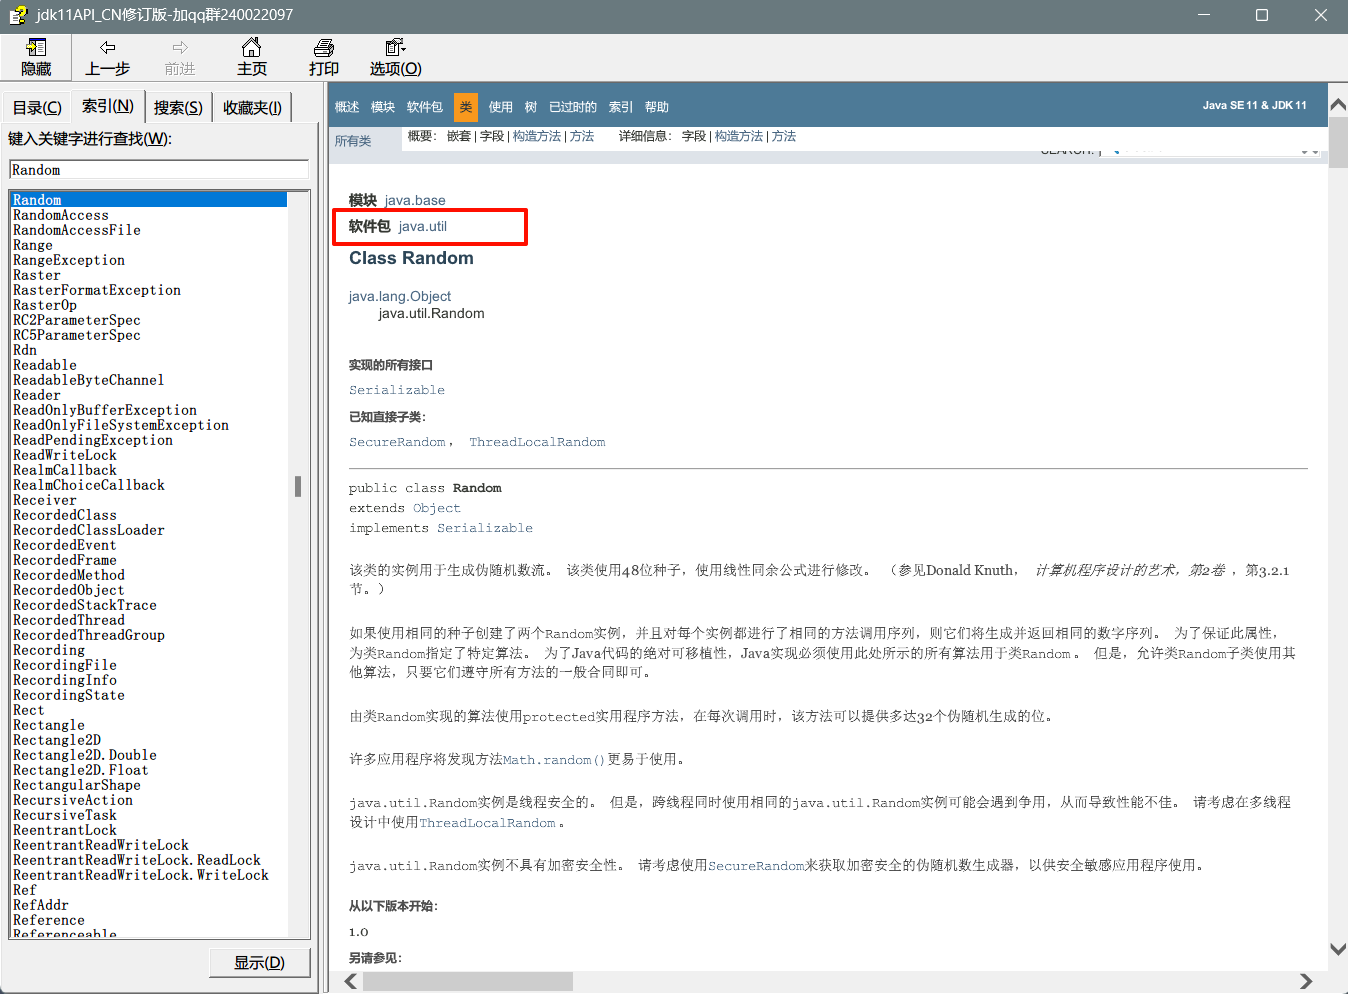 jdk11API_CN修订版-加qq群240022097
隐藏 上一步 前进 主页 打印 选项(O)
目录(C) 索引(N) 搜索(S) 收藏夹(I)
键入关键字进行查找(W):
Random
Random
RandomAccess
RandomAccessFile
Range
RangeException
Raster
RasterFormatException
RasterOp
RC2ParameterSpec
RC5ParameterSpec
Rdn
Readable
ReadableByteChannel
Reader
ReadOnlyBufferException
ReadOnlyFileSystemException
ReadPendingException
ReadWriteLock
RealmCallback
RealmChoiceCallback
Receiver
RecordedClass
RecordedClassLoader
RecordedEvent
RecordedFrame
RecordedMethod
RecordedObject
RecordedStackTrace
RecordedThread
RecordedThreadGroup
Recording
RecordingFile
RecordingInfo
RecordingState
Rect
Rectangle
Rectangle2D
Rectangle2D.Double
Rectangle2D.Float
RectangularShape
RecursiveAction
RecursiveTask
ReentrantLock
ReentrantReadWriteLock
ReentrantReadWriteLock.ReadLock
ReentrantReadWriteLock.WriteLock
Ref
RefAddr
Reference
Referenceable
显示(D)
概述 模块 软件包 类 使用 树 已过时的 索引 帮助 Java SE 11 & JDK 11
所有类 概要： 嵌套 | 字段 | 构造方法 | 方法 详细信息： 字段 | 构造方法 | 方法
SEARCH:
模块 java.base
软件包 java.util
Class Random
java.lang.Object
java.util.Random
实现的所有接口
Serializable
已知直接子类：
SecureRandom， ThreadLocalRandom
public class Random
extends Object
implements Serializable
该类的实例用于生成伪随机数流。 该类使用48位种子，使用线性同余公式进行修改。 （参见Donald Knuth， 计算机程序设计的艺术，第2卷 ，第3.2.1
节。）
如果使用相同的种子创建了两个Random实例，并且对每个实例都进行了相同的方法调用序列，则它们将生成并返回相同的数字序列。 为了保证此属性，
为类Random指定了特定算法。 为了Java代码的绝对可移植性，Java实现必须使用此处所示的所有算法用于类Random 。 但是，允许类Random子类使用其
他算法，只要它们遵守所有方法的一般合同即可。
由类Random实现的算法使用protected实用程序方法，在每次调用时，该方法可以提供多达32个伪随机生成的位。
许多应用程序将发现方法Math.random()更易于使用。
java.util.Random实例是线程安全的。 但是，跨线程同时使用相同的java.util.Random实例可能会遇到争用，从而导致性能不佳。 请考虑在多线程
设计中使用ThreadLocalRandom 。
java.util.Random实例不具有加密安全性。 请考虑使用SecureRandom来获取加密安全的伪随机数生成器，以供安全敏感应用程序使用。
从以下版本开始：
1.0
另请参见：